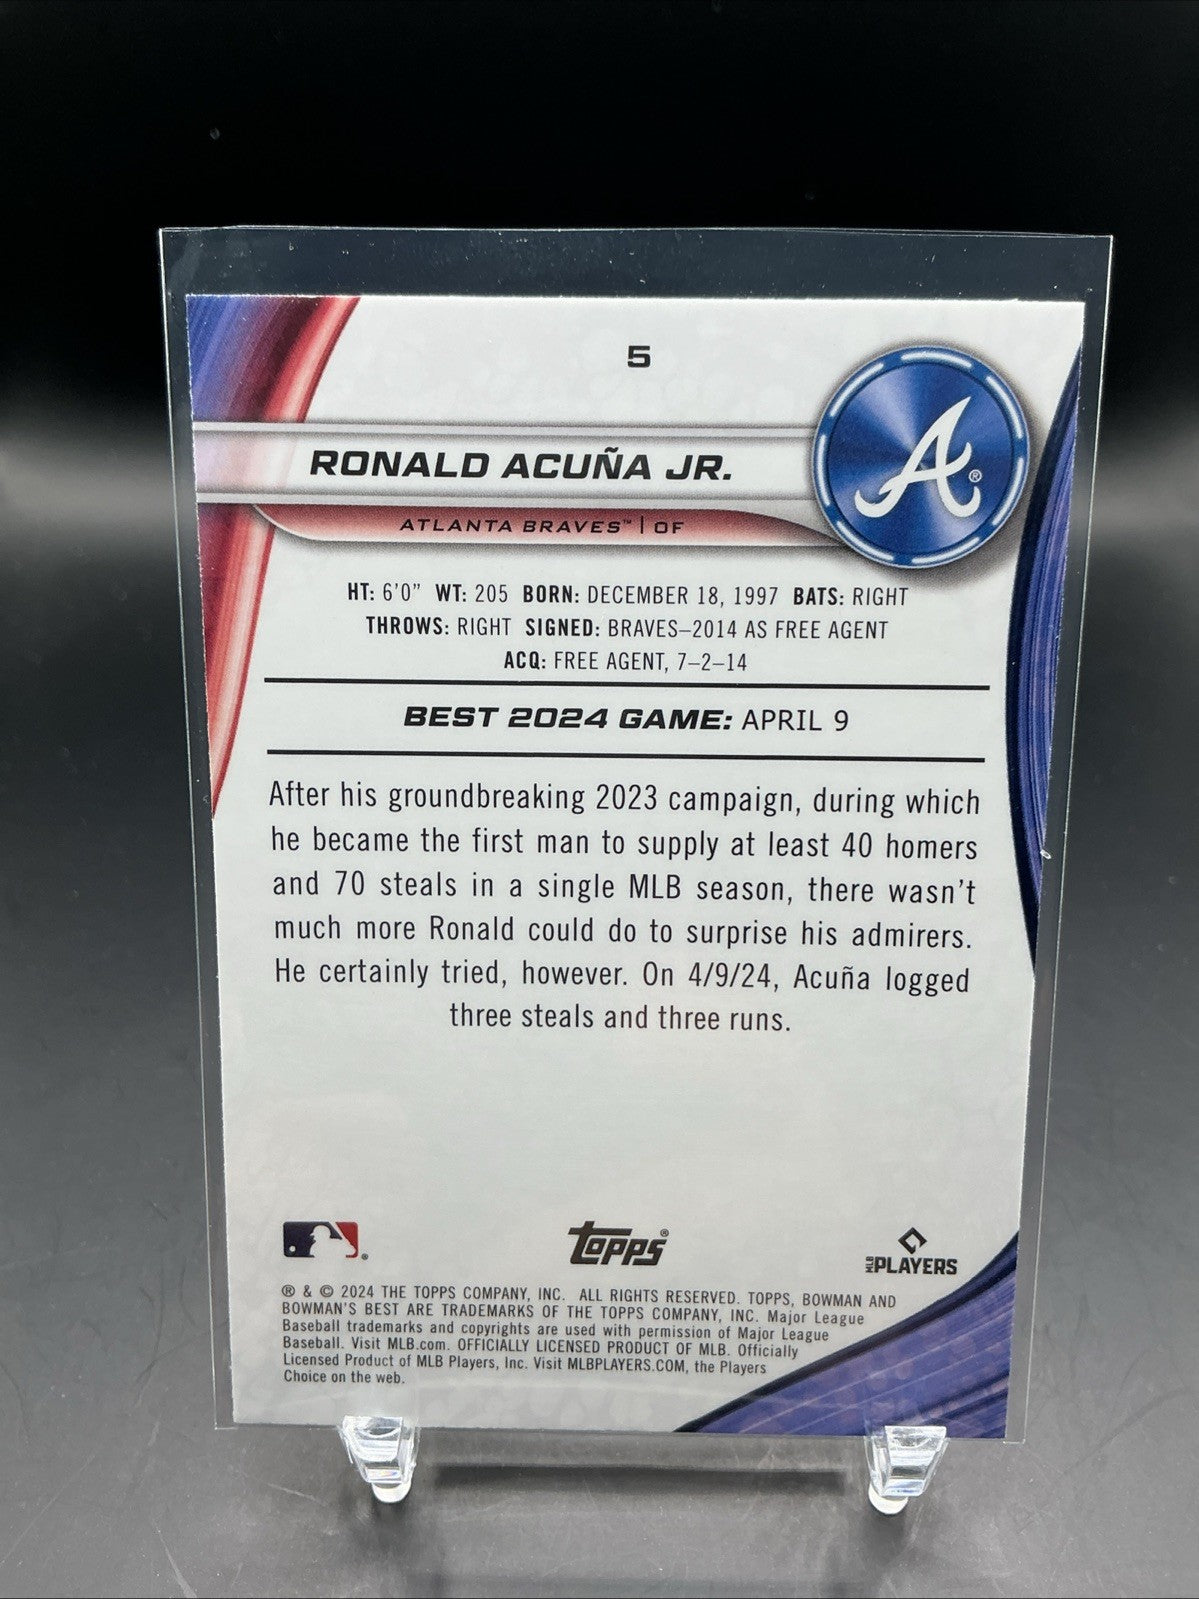 5
RONALD ACUÑA JR.
A®
ATLANTA BRAVES™ | OF
HT: 6'0" WT: 205 BORN: DECEMBER 18, 1997 BATS: RIGHT
THROWS: RIGHT SIGNED: BRAVES–2014 AS FREE AGENT
ACQ: FREE AGENT, 7–2–14
BEST 2024 GAME: APRIL 9
After his groundbreaking 2023 campaign, during which
he became the first man to supply at least 40 homers
and 70 steals in a single MLB season, there wasn't
much more Ronald could do to surprise his admirers.
He certainly tried, however. On 4/9/24, Acuña logged
three steals and three runs.
®
Topps®
MLB PLAYERS
® & © 2024 THE TOPPS COMPANY, INC. ALL RIGHTS RESERVED. TOPPS, BOWMAN AND
BOWMAN'S BEST ARE TRADEMARKS OF THE TOPPS COMPANY, INC. Major League
Baseball trademarks and copyrights are used with permission of Major League
Baseball. Visit MLB.com. OFFICIALLY LICENSED PRODUCT OF MLB. Officially
Licensed Product of MLB Players, Inc. Visit MLBPLAYERS.COM, the Players
Choice on the web.